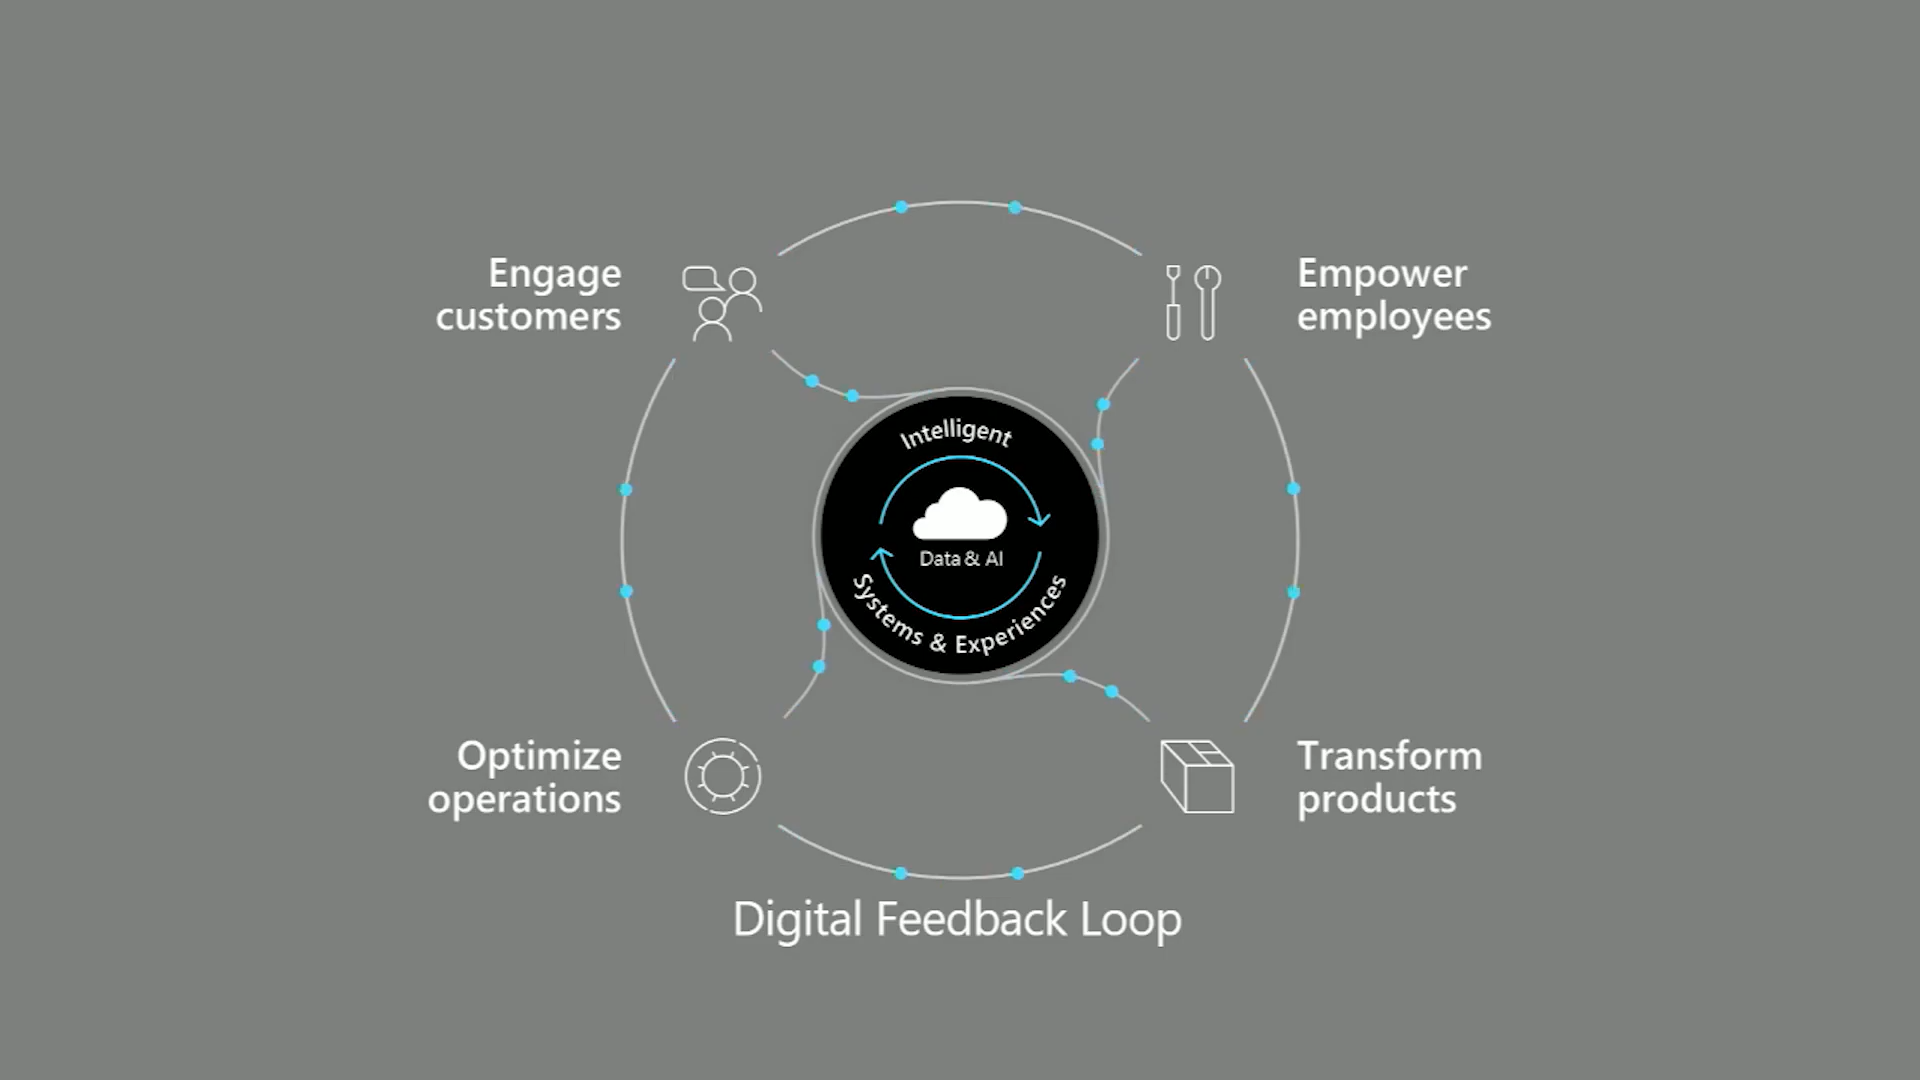 Engage
customers
Empower
employees
Intelligent
Data & AI
Systems & Experiences
Optimize
operations
Transform
products
Digital Feedback Loop